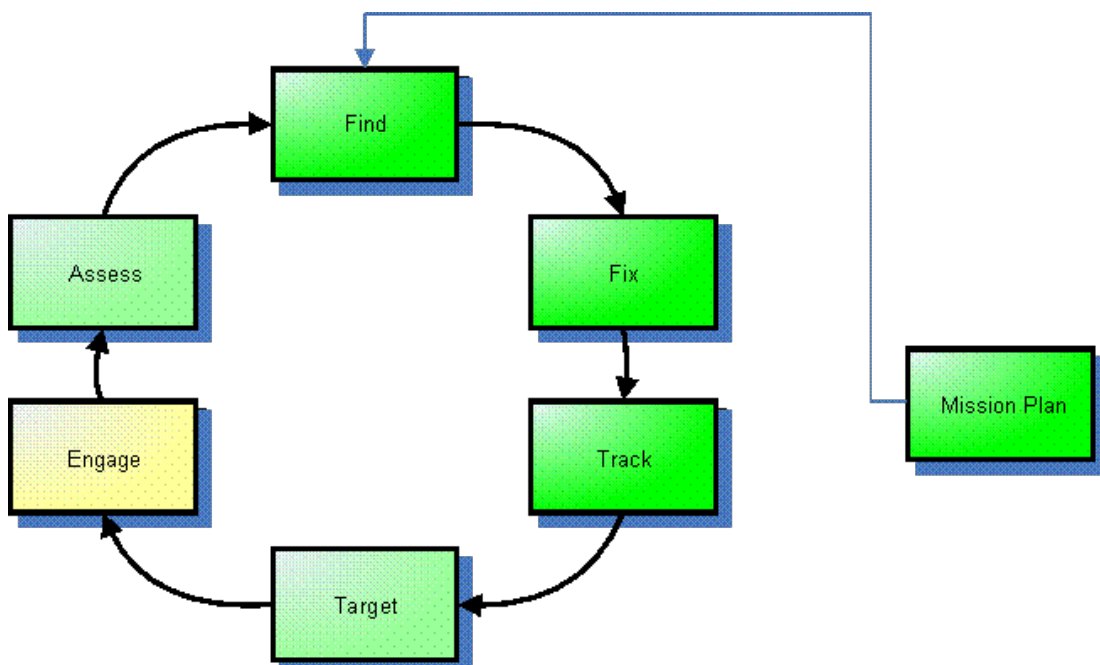 Find
Fix
Track
Target
Engage
Assess
Mission Plan